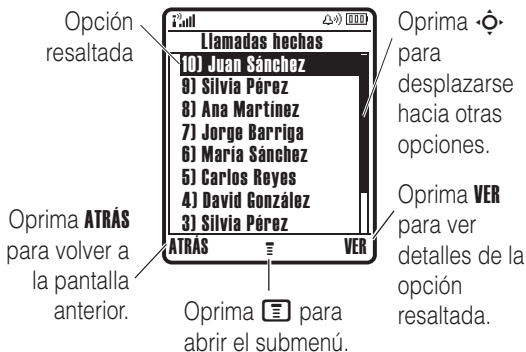 Opción
resaltada
Llamadas hechas
10) Juan Sánchez
9) Silvia Pérez
8) Ana Martínez
7) Jorge Barriga
6) María Sánchez
5) Carlos Reyes
4) David González
3) Silvia Pérez
ATRÁS
VER
Oprima
para
desplazarse
hacia otras
opciones.
Oprima ATRÁS
para volver a
la pantalla
anterior.
Oprima para
abrir el submenú.
Oprima VER
para ver
detalles de la
opción
resaltada.